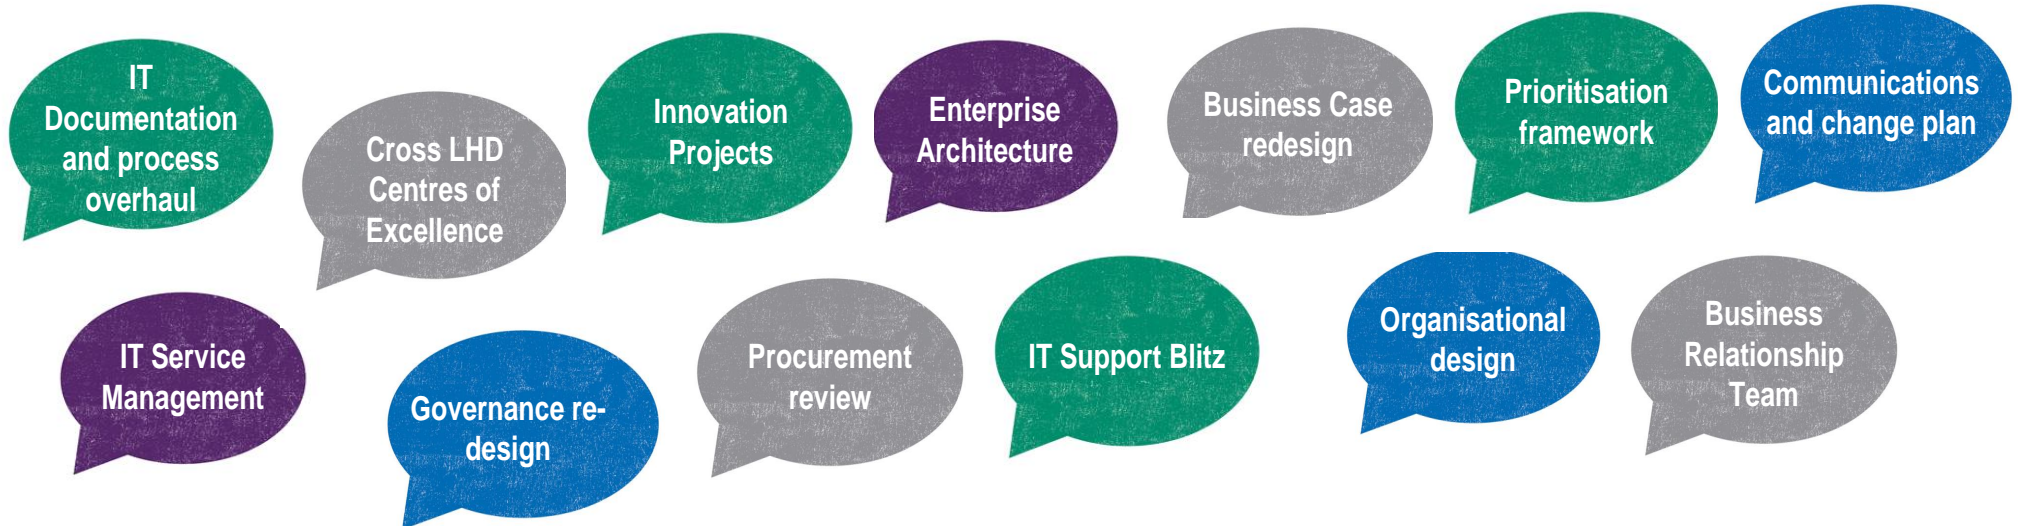 IT
Documentation
and process
overhaul
Cross LHD
Centres of
Excellence
Innovation
Projects
Enterprise
Architecture
Business Case
redesign
Prioritisation
framework
Communications
and change plan
IT Service
Management
Governance re-
design
Procurement
review
IT Support Blitz
Organisational
design
Business
Relationship
Team